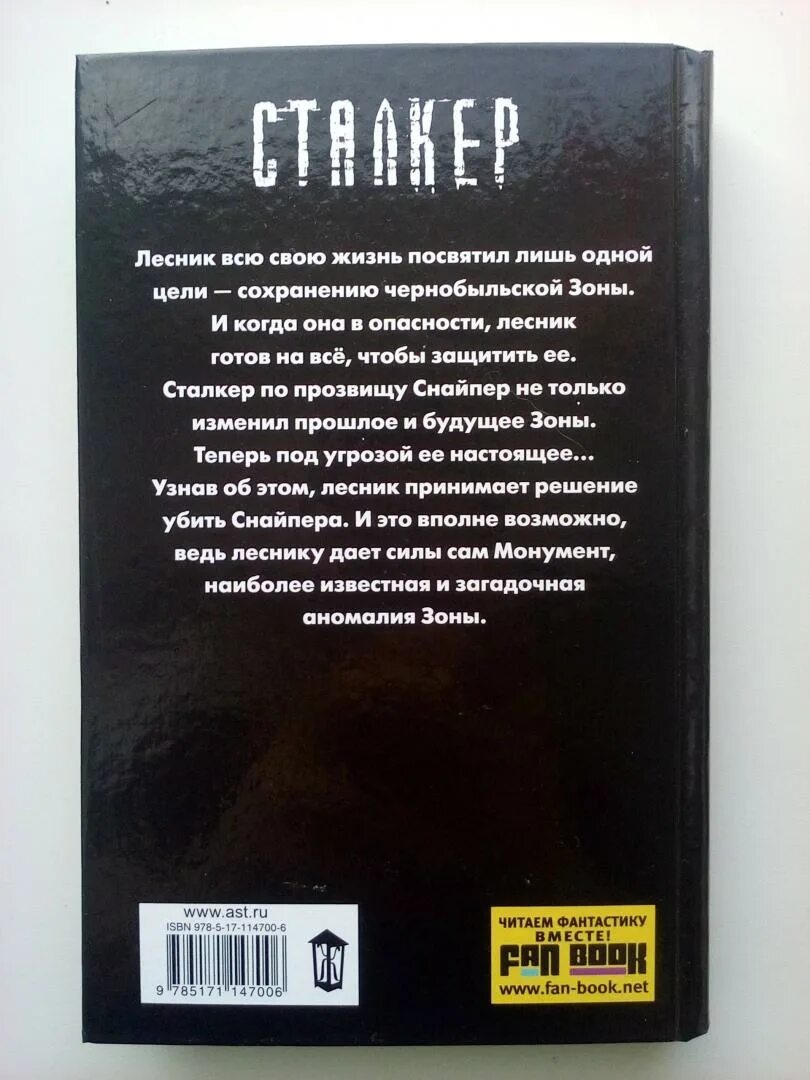 СТАЛКЕР
Лесник всю свою жизнь посвятил лишь одной
цели — сохранению чернобыльской Зоны.
И когда она в опасности, лесник
готов на всё, чтобы защитить ее.
Сталкер по прозвищу Снайпер не только
изменил прошлое и будущее Зоны.
Теперь под угрозой ее настоящее...
Узнав об этом, лесник принимает решение
убить Снайпера. И это вполне возможно,
ведь леснику дает силы сам Монумент,
наиболее известная и загадочная
аномалия Зоны.
www.ast.ru
ISBN 978-5-17-114700-6
9 785171 147006
ЧИТАЕМ ФАНТАСТИКУ
ВМЕСТЕ!
FAN BOOK
www.fan-book.net